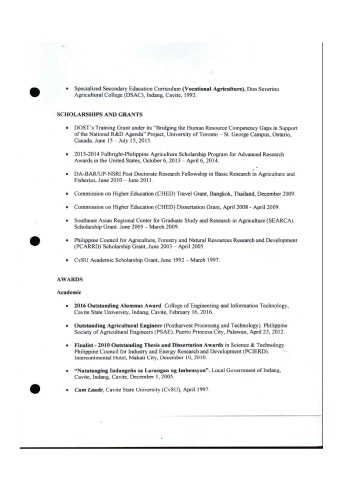 • Specialized Secondary Education Curriculum (Vocational Agriculture), Don Severino
Agricultural College (DSAC), Indang, Cavite, 1992.
SCHOLARSHIPS AND GRANTS
• DOST's Training Grant under its "Bridging the Human Resource Competency Gaps in Support
of the National R&D Agenda" Project, University of Toronto – St. George Campus, Ontario,
Canada. June 15 – July 15, 2015.
• 2013-2014 Fulbright-Philippine Agriculture Scholarship Program for Advanced Research
Awards in the United States, October 6, 2013 – April 6, 2014.
• DA-BAR/UP-NSRI Post Doctorate Research Fellowship in Basic Research in Agriculture and
Fisheries, June 2010 – June 2011.
• Commission on Higher Education (CHED) Travel Grant, Bangkok, Thailand, December 2009.
• Commission on Higher Education (CHED) Dissertation Grant, April 2008 - April 2009.
• Southeast Asian Regional Center for Graduate Study and Research in Agriculture (SEARCA)
Scholarship Grant. June 2005 – March 2009.
• Philippine Council for Agriculture, Forestry and Natural Resources Research and Development
(PCARRD) Scholarship Grant, June 2003 – April 2005.
• CvSU Academic Scholarship Grant, June 1992 – March 1997.
AWARDS
Academic
• 2016 Outstanding Alumnus Award. College of Engineering and Information Technology,
Cavite State University, Indang, Cavite, February 16, 2016.
• Outstanding Agricultural Engineer (Postharvest Processing and Technology). Philippine
Society of Agricultural Engineers (PSAE). Puerto Princesa City, Palawan, April 23, 2012.
• Finalist - 2010 Outstanding Thesis and Dissertation Awards in Science & Technology.
Philippine Council for Industry and Energy Research and Development (PCIERD).
Intercontinental Hotel, Makati City, December 10, 2010.
• "Natatanging Indangeño sa Larangan ng Imbensyon". Local Government of Indang,
Cavite, Indang, Cavite, December 1, 2005.
• Cum Laude, Cavite State University (CvSU), April 1997.